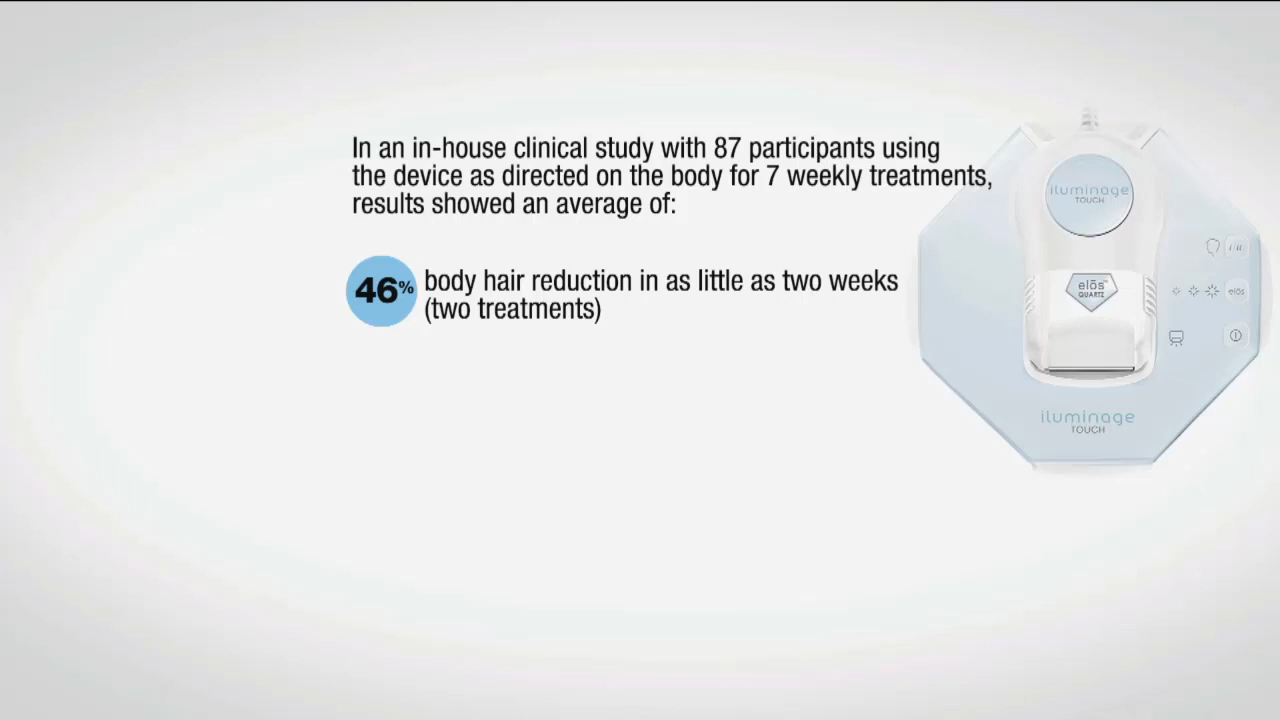 In an in-house clinical study with 87 participants using
the device as directed on the body for 7 weekly treatments,
results showed an average of:
46% body hair reduction in as little as two weeks
(two treatments)
iluminage
TOUCH
elōs™
QUARTZ
elōs
iluminage
TOUCH